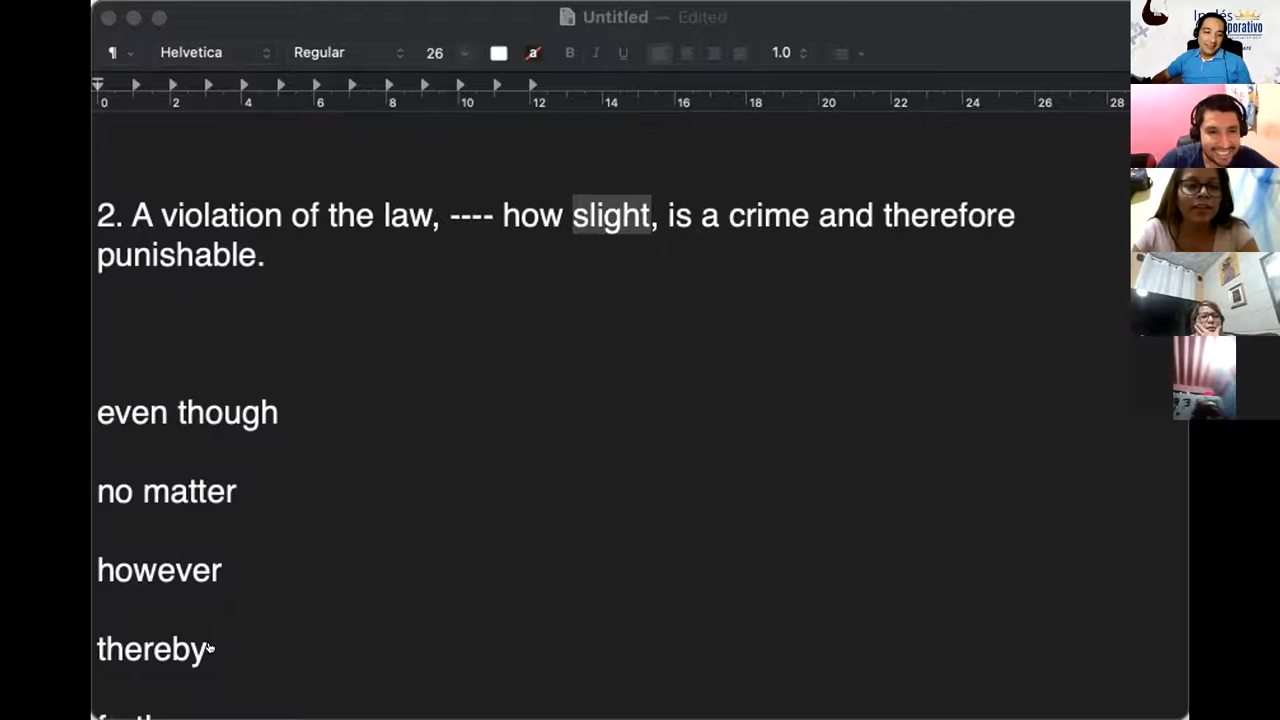 Untitled — Edited
¶ Helvetica Regular 26 a B I U 1.0
0 2 4 6 8 10 12 14 16 18 20 22 24 26 28
2. A violation of the law, ---- how slight, is a crime and therefore
punishable.
even though
no matter
however
thereby
Inglés